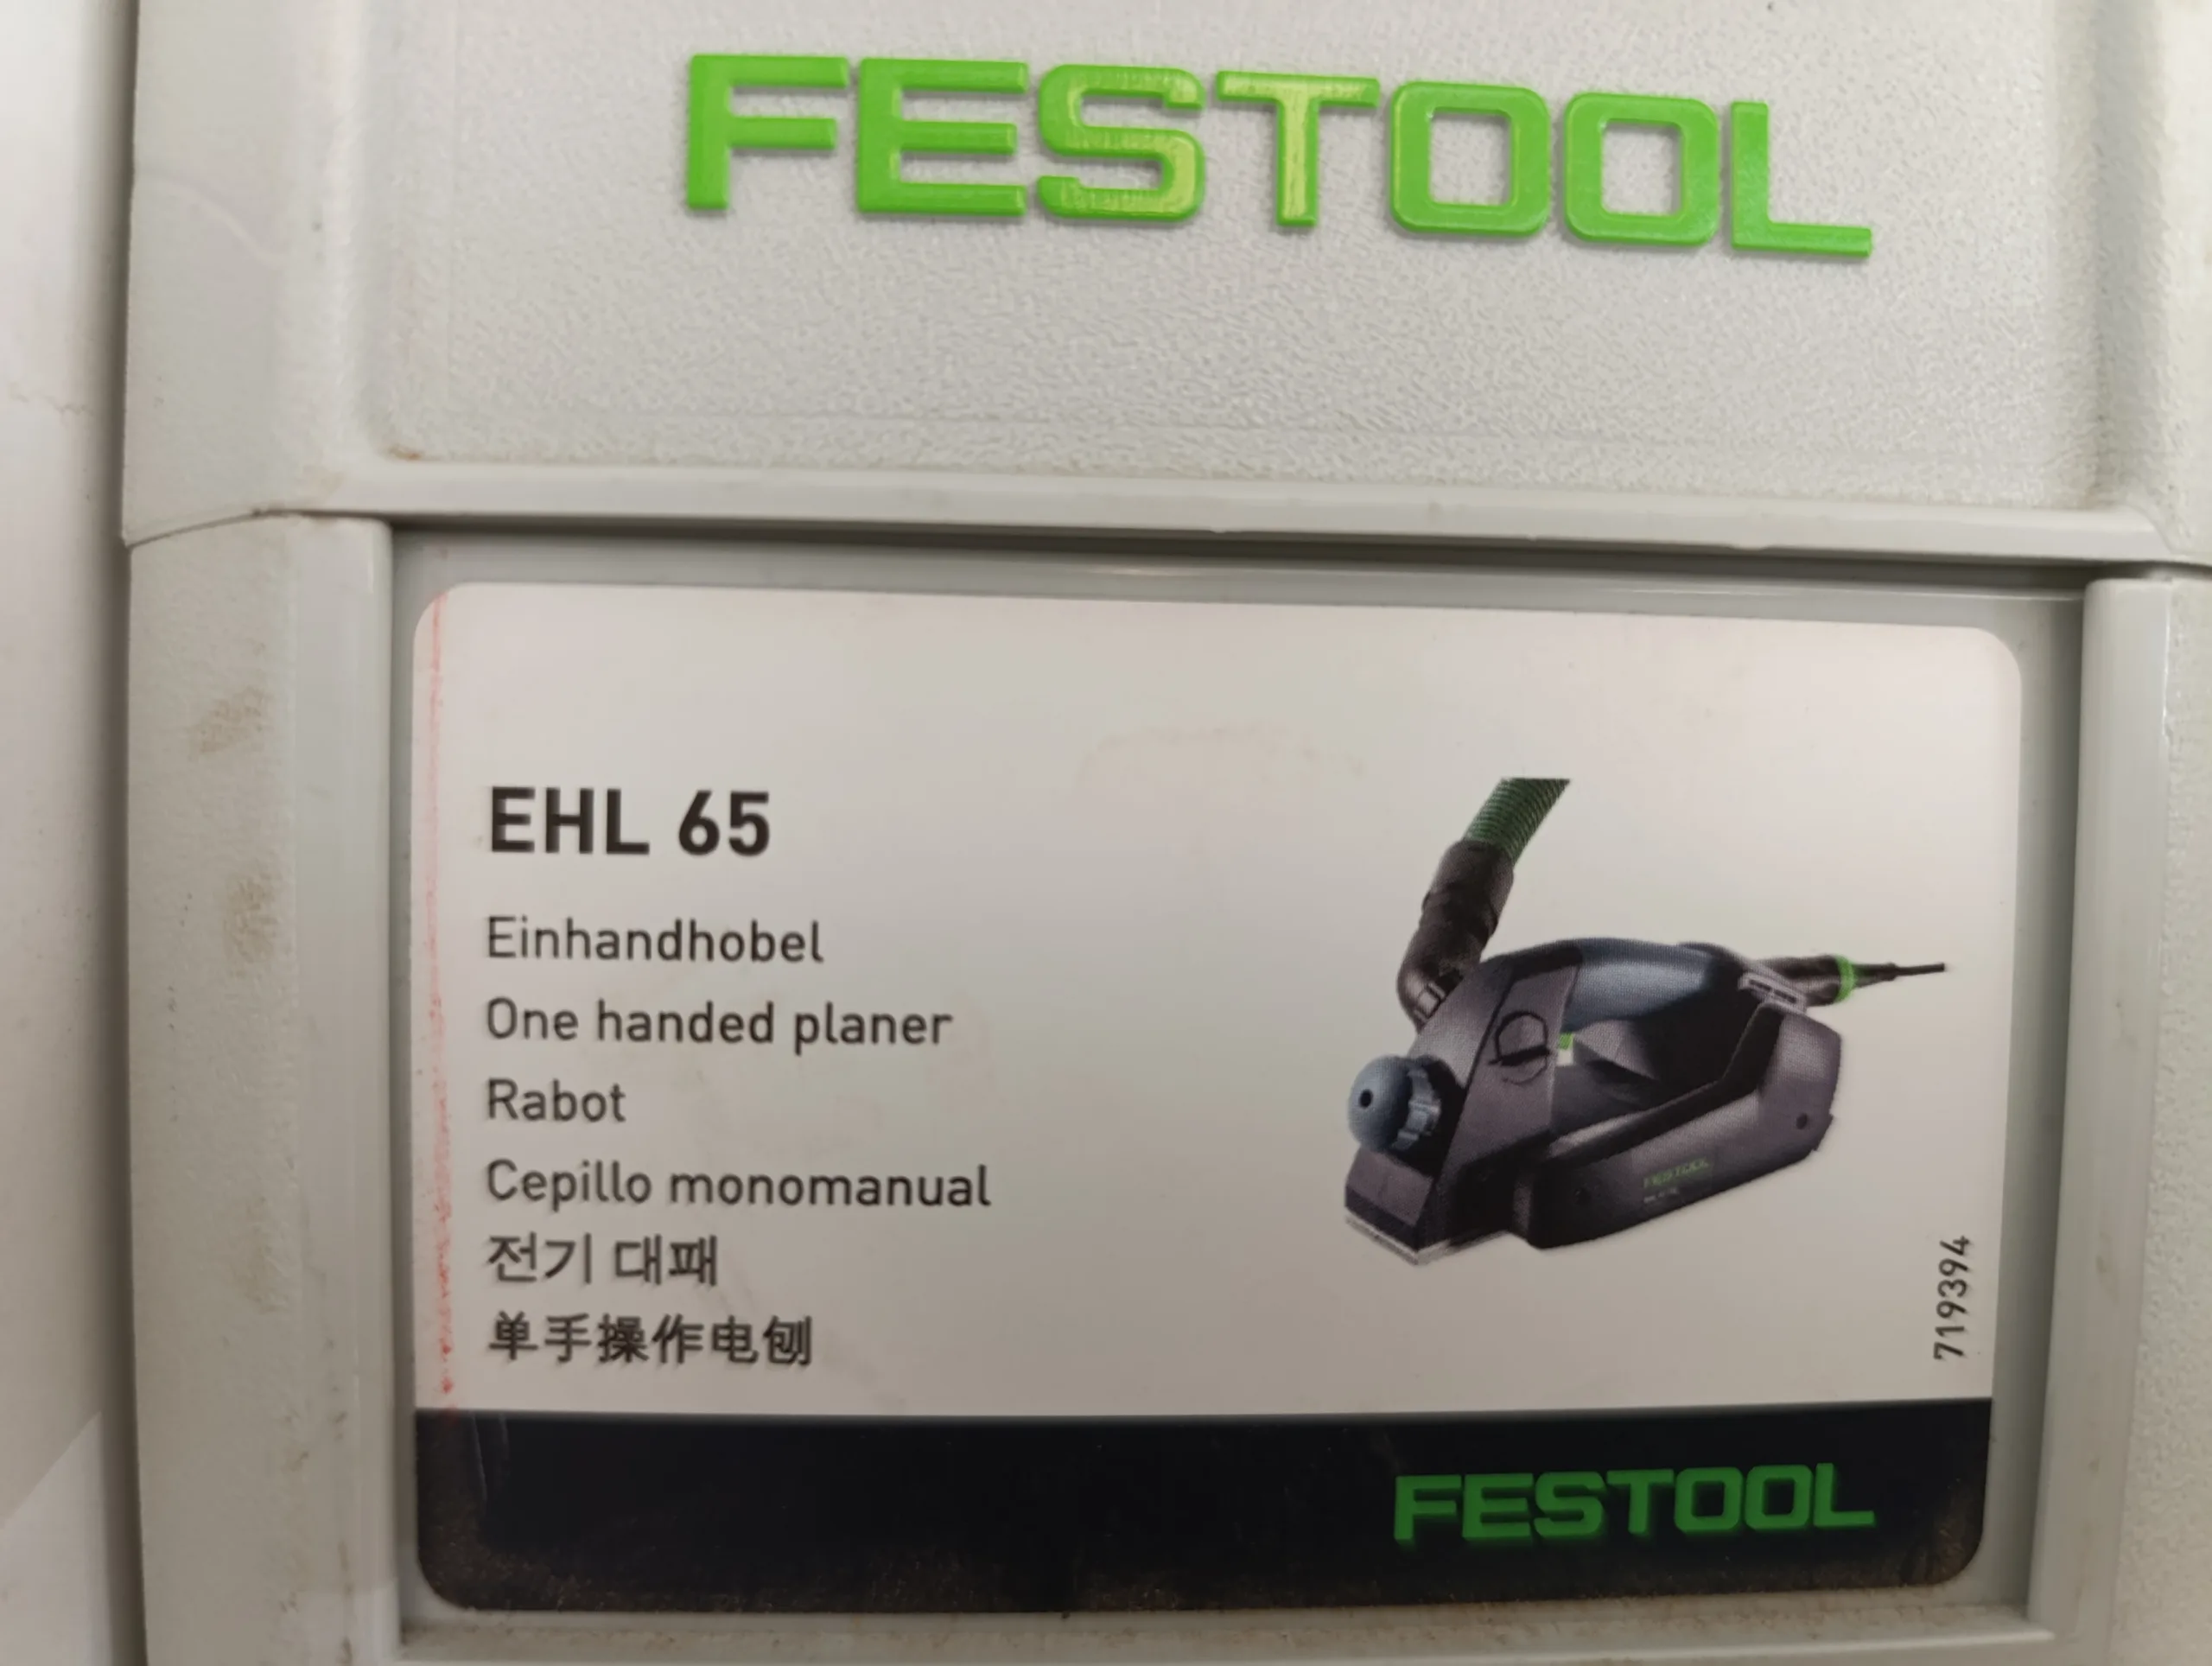 FESTOOL
EHL 65
Einhandhobel
One handed planer
Rabot
Cepillo monomanual
전기 대패
单手操作电刨
FESTOOL
719394
FESTOOL